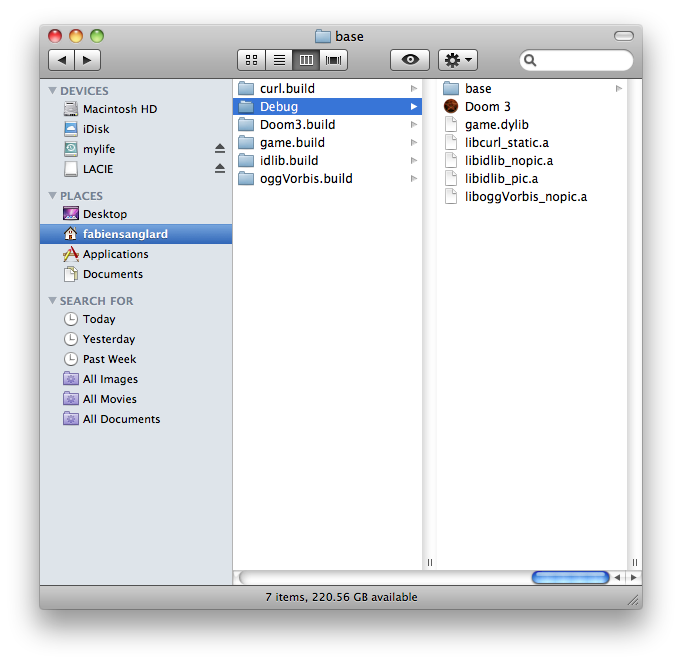 base
DEVICES
Macintosh HD
iDisk
mylife
LACIE
PLACES
Desktop
fabiensanglard
Applications
Documents
SEARCH FOR
Today
Yesterday
Past Week
All Images
All Movies
All Documents
curl.build
Debug
Doom3.build
game.build
idlib.build
oggVorbis.build
base
Doom 3
game.dylib
libcurl_static.a
libidlib_nopic.a
libidlib_pic.a
liboggVorbis_nopic.a
7 items, 220.56 GB available